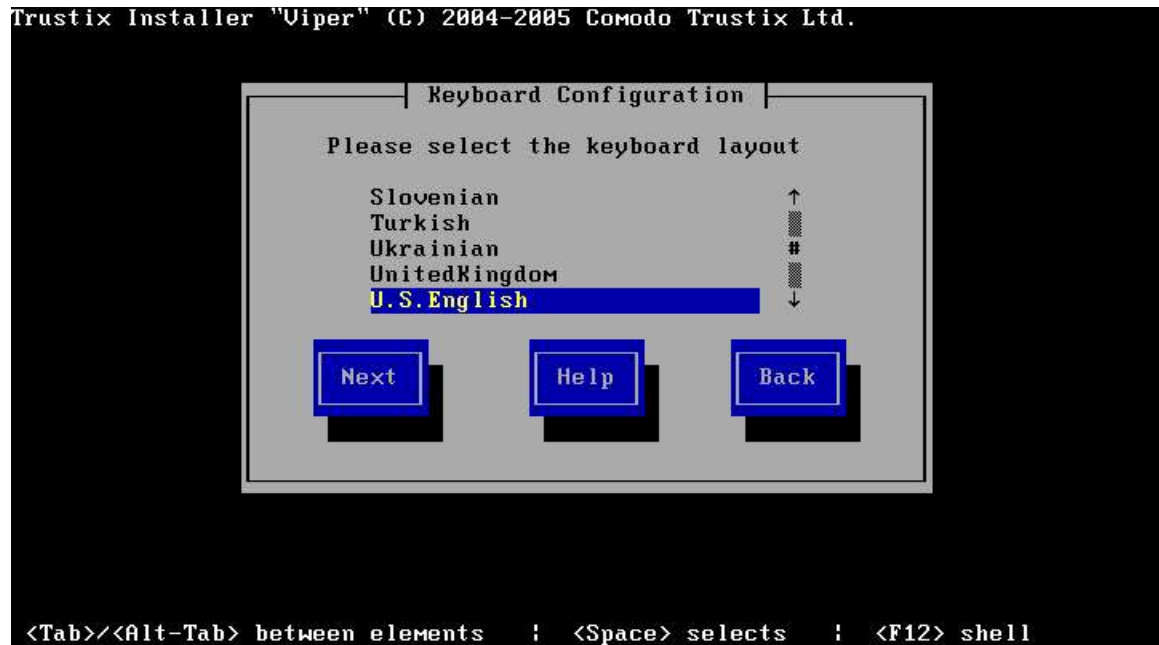 Trustix Installer "Viper" (C) 2004-2005 Comodo Trustix Ltd.
Keyboard Configuration
Please select the keyboard layout
Slovenian ↑
Turkish
Ukrainian #
UnitedKingdom
U.S.English ↓
Next Help Back
<Tab>/<Alt-Tab> between elements ¦ <Space> selects ¦ <F12> shell